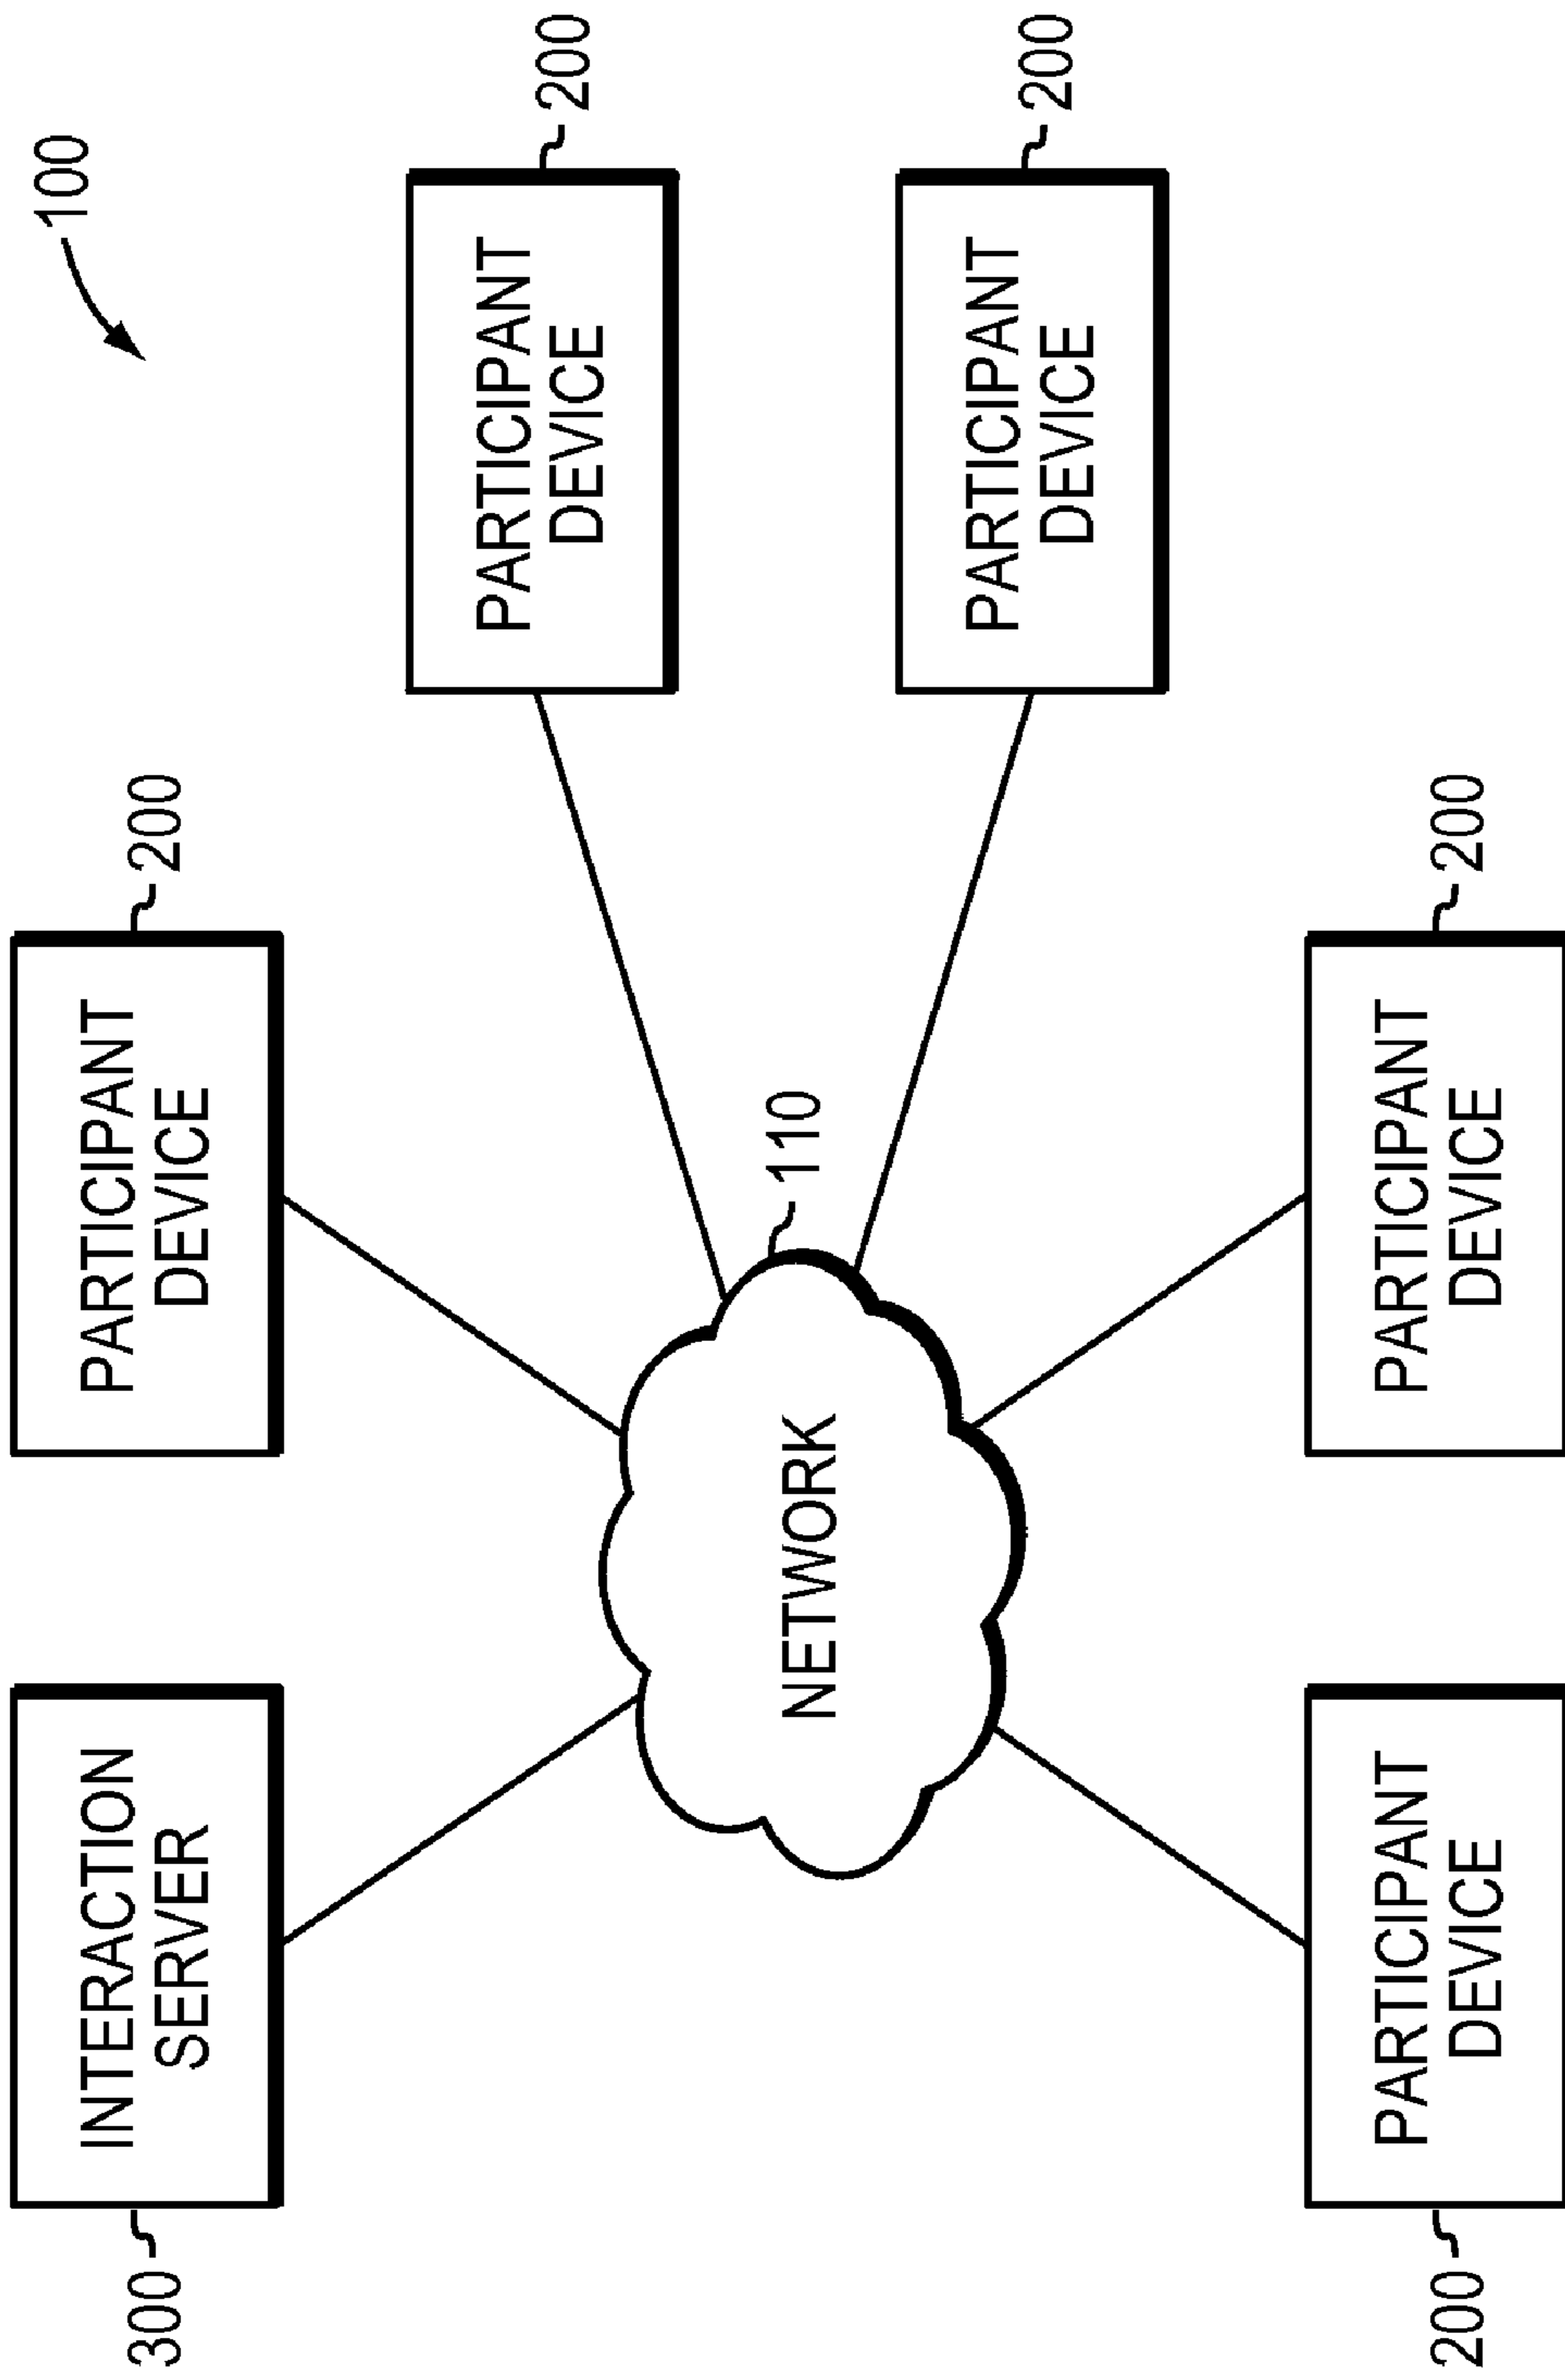 100
300
INTERACTION
SERVER
PARTICIPANT
DEVICE
200
PARTICIPANT
DEVICE
200
NETWORK
110
PARTICIPANT
DEVICE
200
200
PARTICIPANT
DEVICE
PARTICIPANT
DEVICE
200